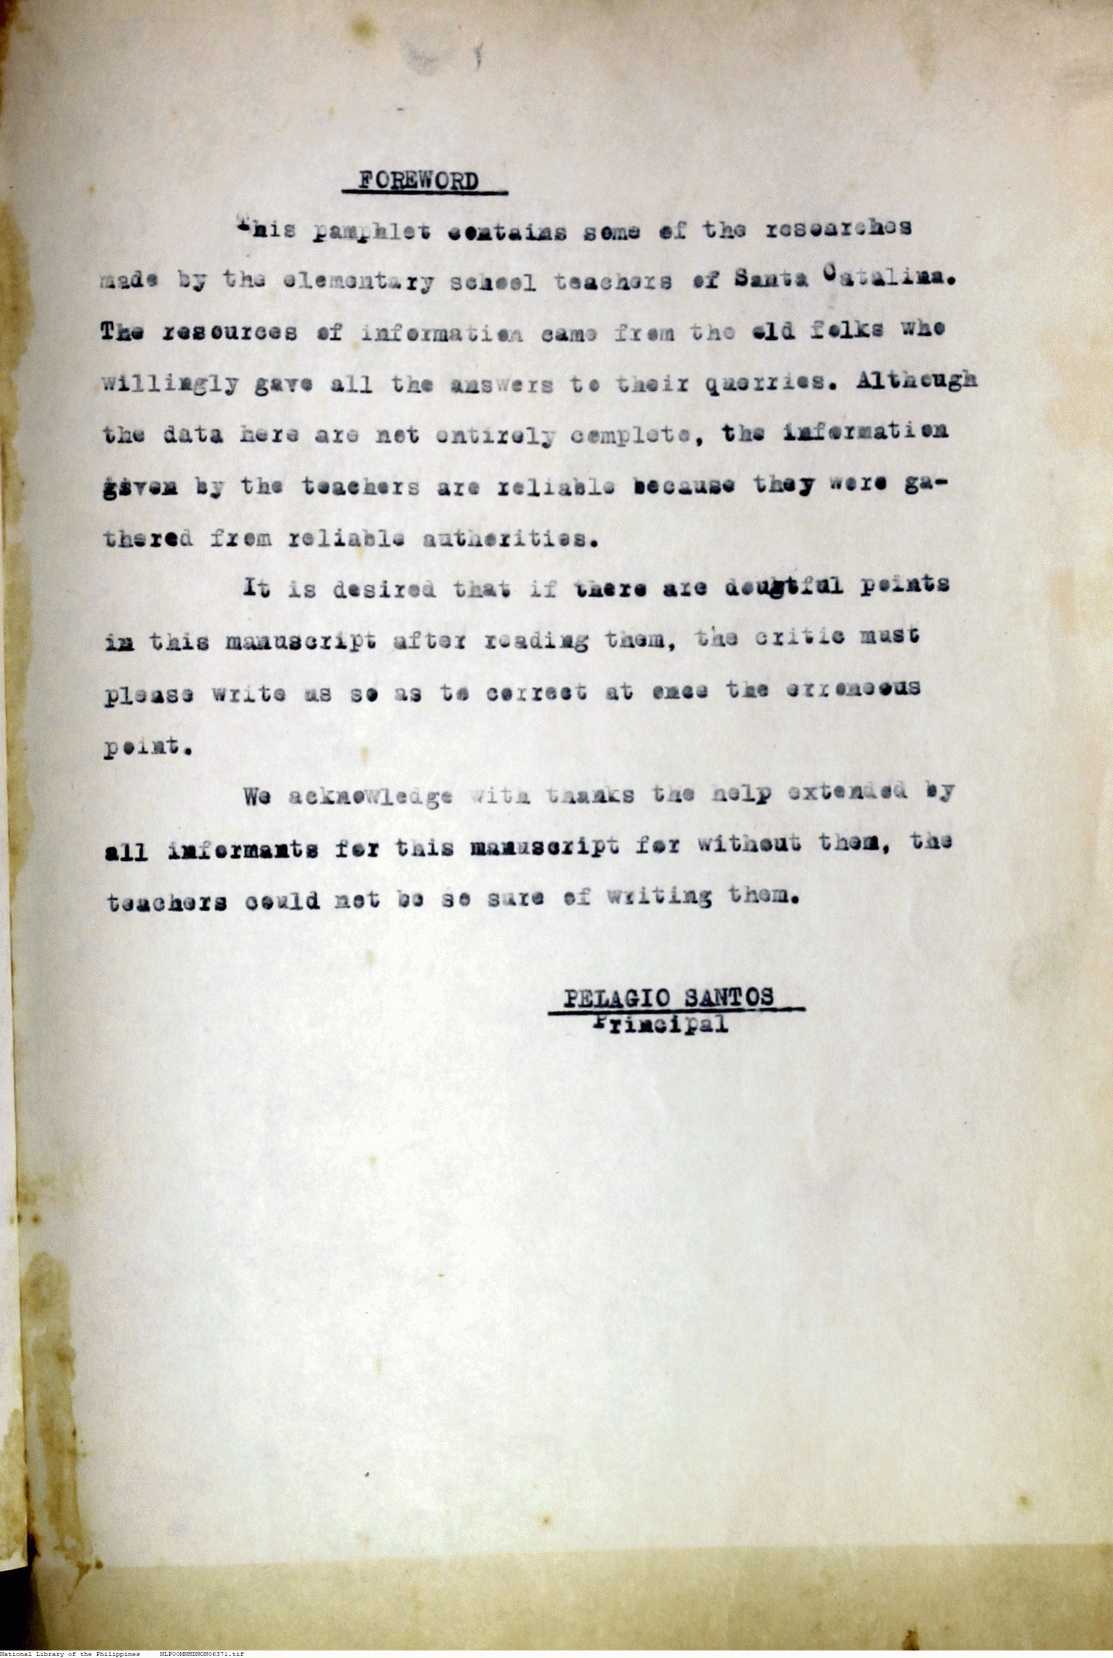 FOREWORD
This pamphlet contains some of the researches
made by the elementary school teachers of Santa Catalina.
The resources of information came from the old folks who
willingly gave all the answers to their querries. Although
the data here are not entirely complete, the information
given by the teachers are reliable because they were ga-
thered from reliable authorities.
It is desired that if there are dougtful points
in this manuscript after reading them, the critic must
please write us so as to correct at once the erroneous
point.
We acknowledge with thanks the help extended by
all informants for this manuscript for without them, the
teachers could not be so sure of writing them.
PELAGIO SANTOS
Principal
National Library of the Philippines